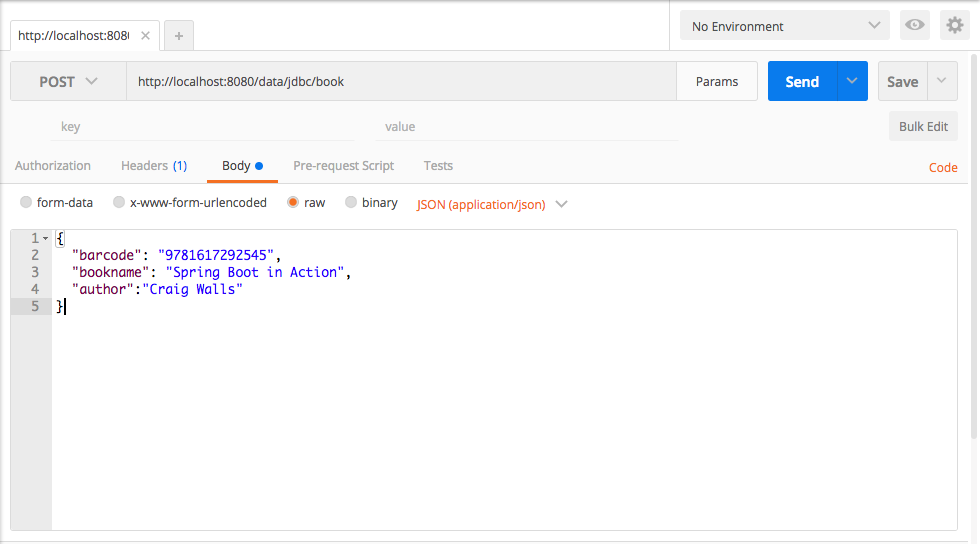 http://localhost:808
No Environment
POST
http://localhost:8080/data/jdbc/book
Params
Send
Save
key
value
Bulk Edit
Authorization
Headers (1)
Body
Pre-request Script
Tests
Code
form-data
x-www-form-urlencoded
raw
binary
JSON (application/json)
1 {
2 "barcode": "9781617292545",
3 "bookname": "Spring Boot in Action",
4 "author":"Craig Walls"
5 }